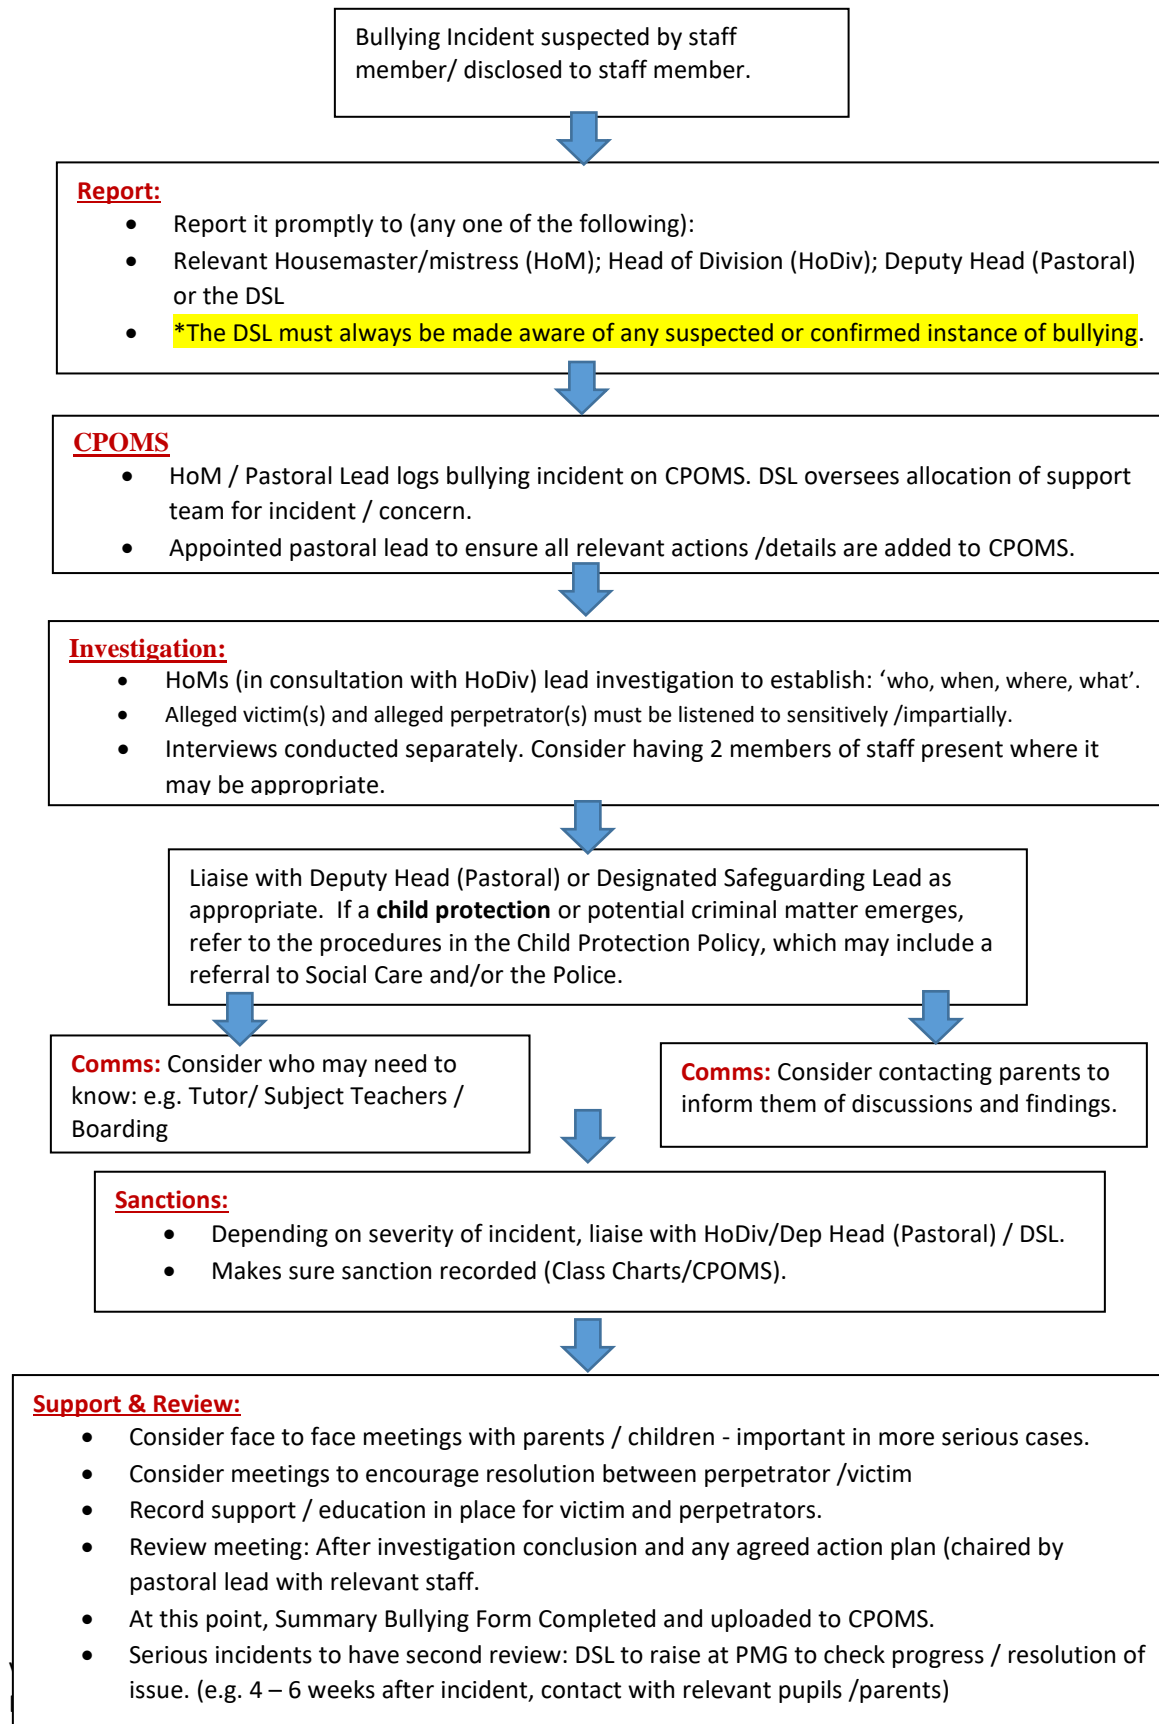 Bullying Incident suspected by staff
member/ disclosed to staff member.
Report:
• Report it promptly to (any one of the following):
• Relevant Housemaster/mistress (HoM); Head of Division (HoDiv); Deputy Head (Pastoral)
or the DSL
• *The DSL must always be made aware of any suspected or confirmed instance of bullying.
CPOMS
• HoM / Pastoral Lead logs bullying incident on CPOMS. DSL oversees allocation of support
team for incident / concern.
• Appointed pastoral lead to ensure all relevant actions /details are added to CPOMS.
Investigation:
• HoMs (in consultation with HoDiv) lead investigation to establish: ‘who, when, where, what’.
• Alleged victim(s) and alleged perpetrator(s) must be listened to sensitively /impartially.
• Interviews conducted separately. Consider having 2 members of staff present where it
may be appropriate.
Liaise with Deputy Head (Pastoral) or Designated Safeguarding Lead as
appropriate.  If a child protection or potential criminal matter emerges,
refer to the procedures in the Child Protection Policy, which may include a
referral to Social Care and/or the Police.
Comms: Consider who may need to
know: e.g. Tutor/ Subject Teachers /
Boarding
Comms: Consider contacting parents to
inform them of discussions and findings.
Sanctions:
• Depending on severity of incident, liaise with HoDiv/Dep Head (Pastoral) / DSL.
• Makes sure sanction recorded (Class Charts/CPOMS).
Support & Review:
• Consider face to face meetings with parents / children - important in more serious cases.
• Consider meetings to encourage resolution between perpetrator /victim
• Record support / education in place for victim and perpetrators.
• Review meeting: After investigation conclusion and any agreed action plan (chaired by
pastoral lead with relevant staff.
• At this point, Summary Bullying Form Completed and uploaded to CPOMS.
• Serious incidents to have second review: DSL to raise at PMG to check progress / resolution of
issue. (e.g. 4 – 6 weeks after incident, contact with relevant pupils /parents)